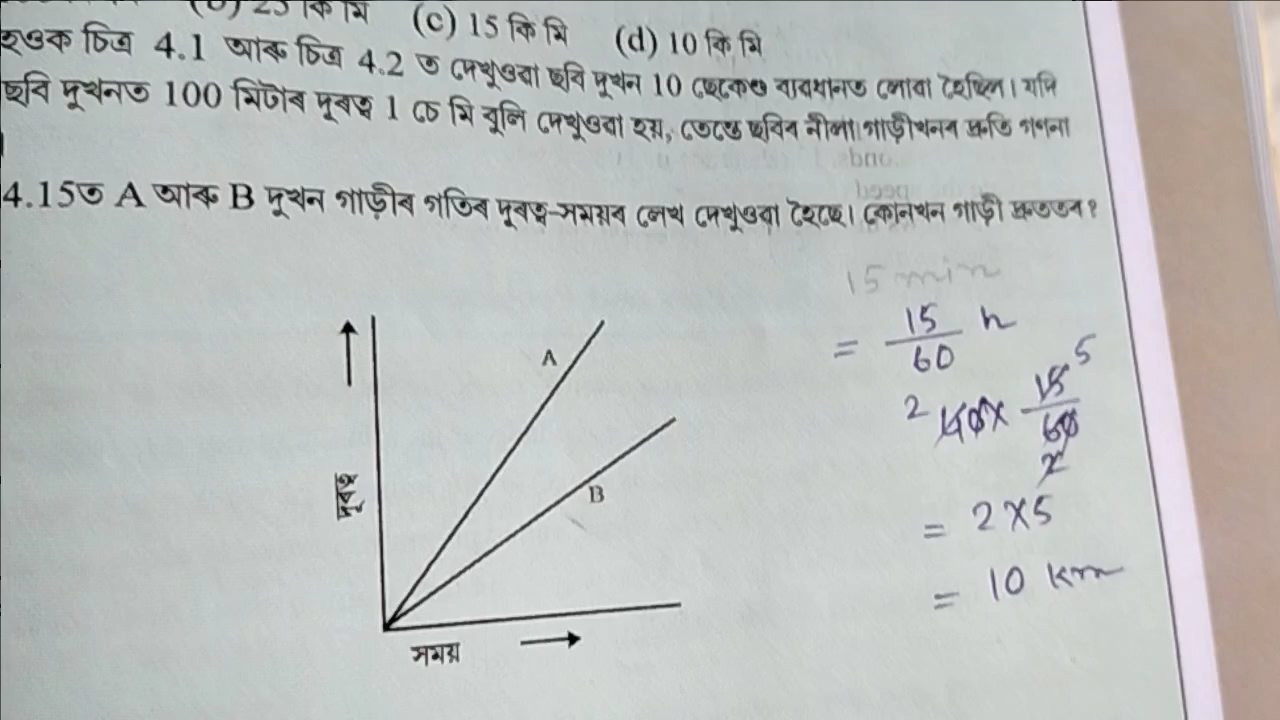 (b) 25 কি মি (c) 15 কি মি (d) 10 কি মি
হওক চিত্ৰ 4.1 আৰু চিত্ৰ 4.2 ত দেখুওৱা ছবি দুখন 10 ছেকেণ্ড ব্যৱধানত লোৱা হৈছিল। যদি
ছবি দুখনত 100 মিটাৰ দূৰত্ব 1 চে মি বুলি দেখুওৱা হয়, তেন্তে ছবিৰ নীলা গাড়ীখনৰ দ্ৰুতি গণনা
4.15ত A আৰু B দুখন গাড়ীৰ গতিৰ দূৰত্ব-সময়ৰ লেখ দেখুওৱা হৈছে। কোনখন গাড়ী দ্ৰুততৰ?
15 min
= 15/60 h
2 40 × 15/60 5
2
= 2×5
= 10 km
A
B
দূৰত্ব
সময়